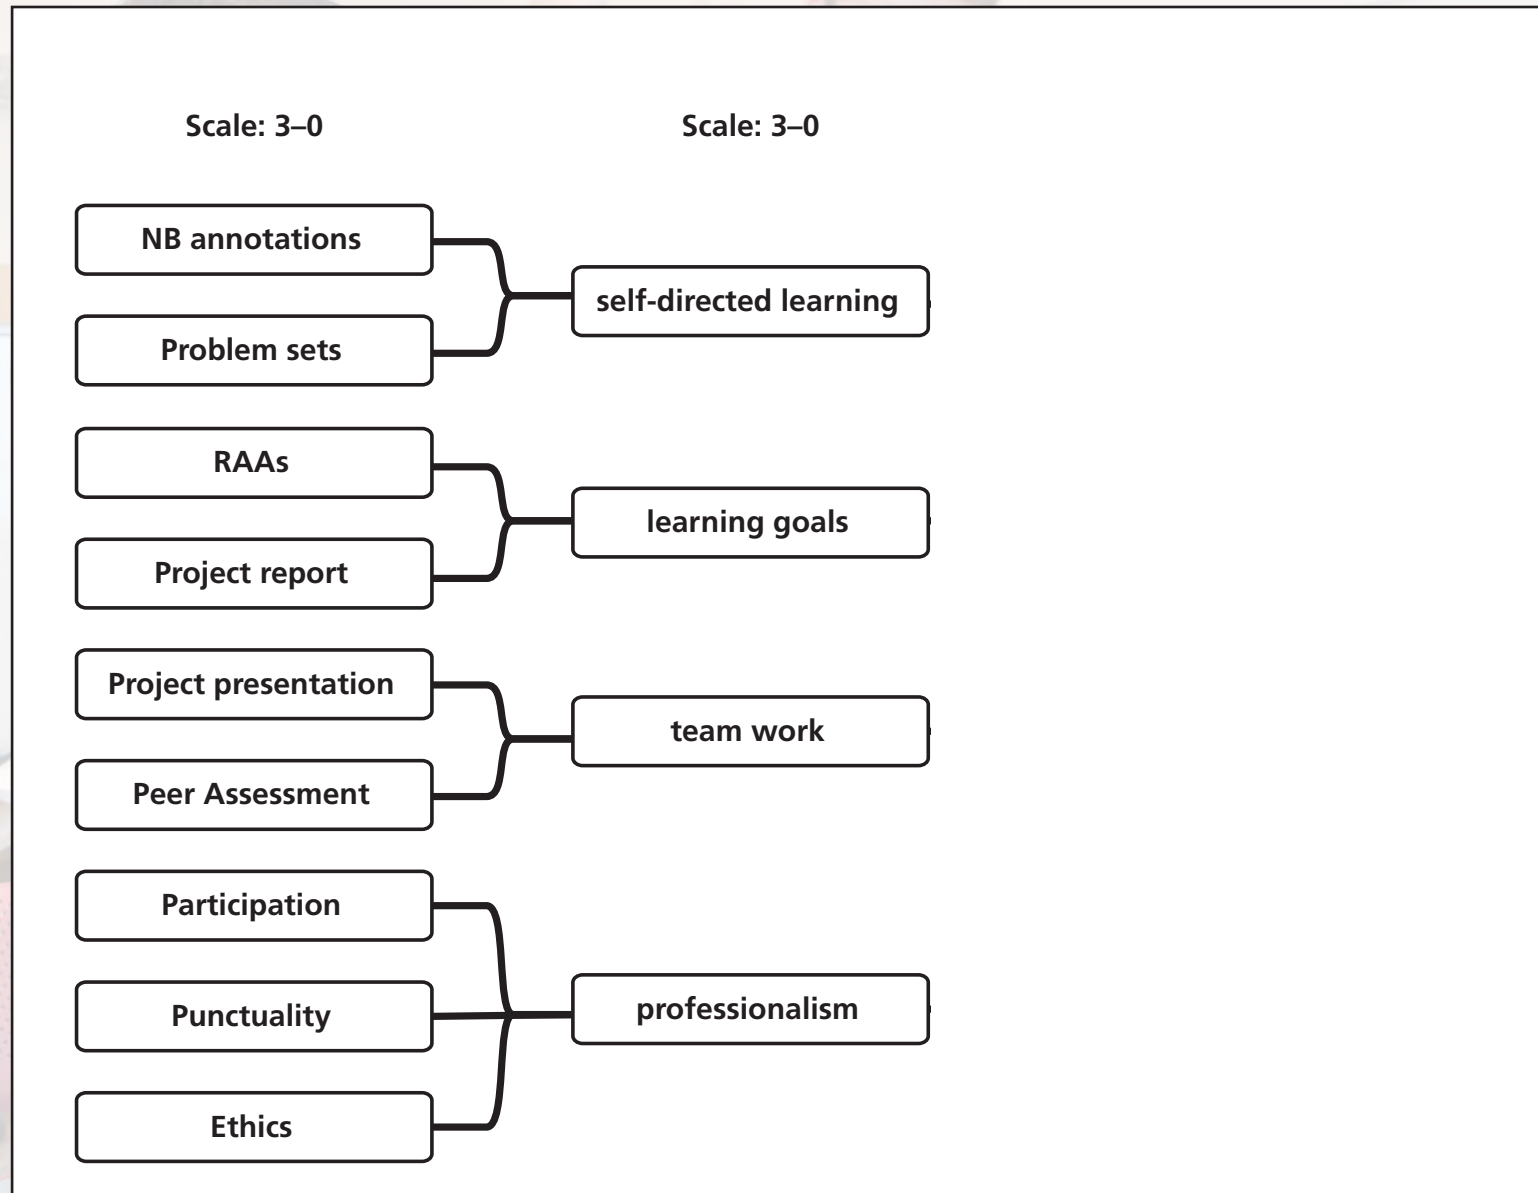 Scale: 3–0
Scale: 3–0
NB annotations
Problem sets
self-directed learning
RAAs
Project report
learning goals
Project presentation
Peer Assessment
team work
Participation
Punctuality
Ethics
professionalism